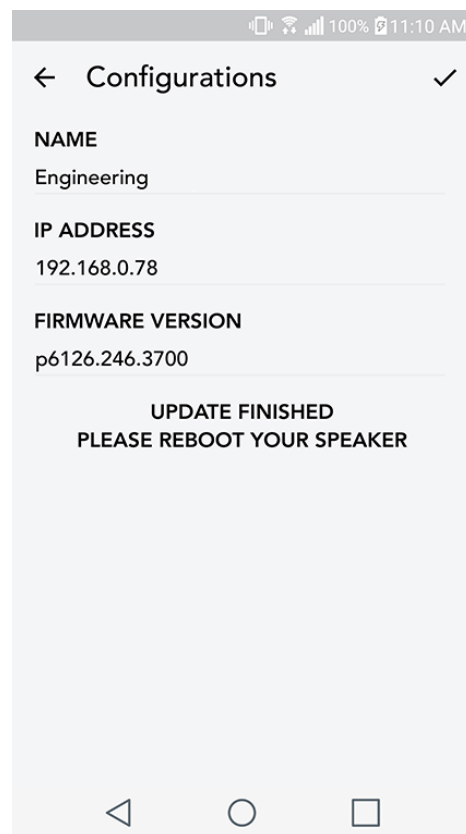 100% 11:10 AM
Configurations
NAME
Engineering
IP ADDRESS
192.168.0.78
FIRMWARE VERSION
p6126.246.3700
UPDATE FINISHED
PLEASE REBOOT YOUR SPEAKER